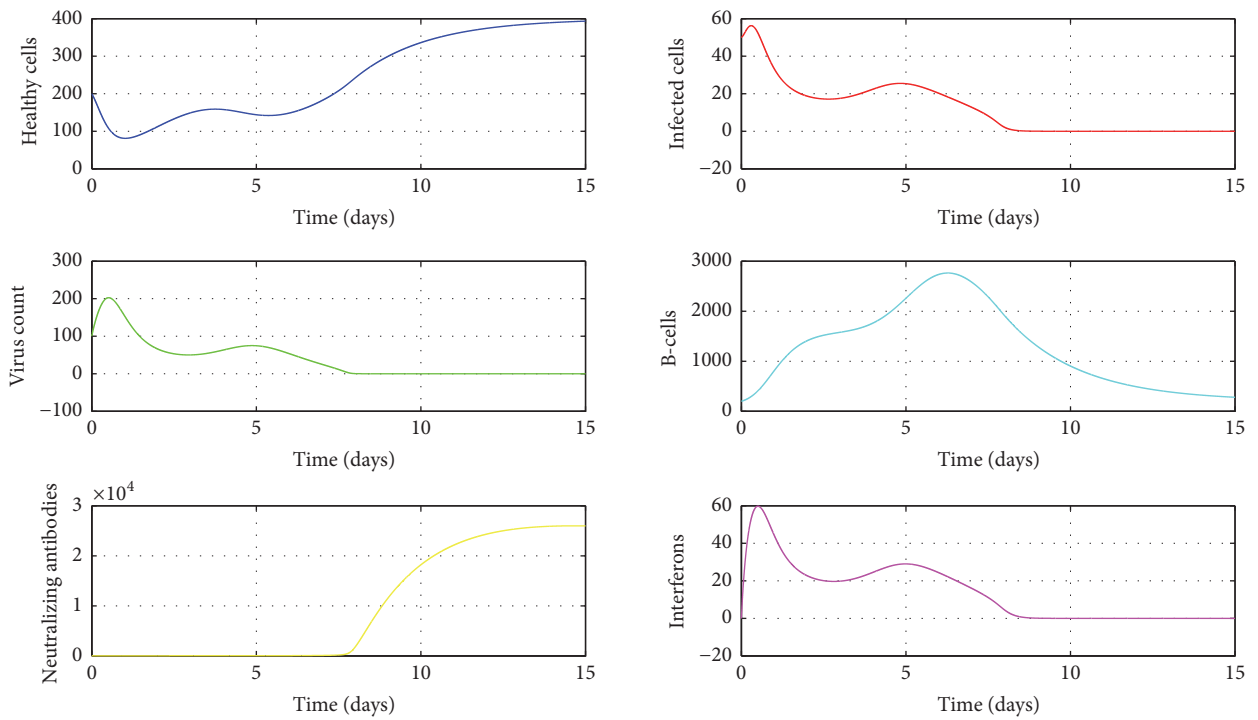 Healthy cells
400
300
200
100
0
0 5 10 15
Time (days)
Infected cells
60
40
20
0
−20
0 5 10 15
Time (days)
Virus count
300
200
100
0
−100
0 5 10 15
Time (days)
B-cells
3000
2000
1000
0
0 5 10 15
Time (days)
Neutralizing antibodies
×10⁴
3
2
1
0
0 5 10 15
Time (days)
Interferons
60
40
20
0
−20
0 5 10 15
Time (days)